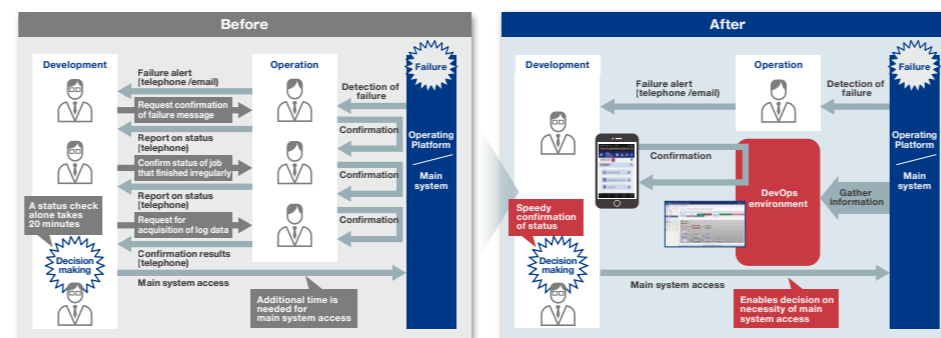 Before
Development
Operation
Failure
Failure alert
[telephone /email]
Detection of
failure
Request confirmation
of failure message
Confirmation
Report on status
[telephone]
Operating
Platform
Main
system
Confirm status of job
that finished irregularly
Confirmation
Report on status
[telephone]
A status check
alone takes
20 minutes
Request for
acquisition of log data
Confirmation
Decision
making
Confirmation results
[telephone]
Main system access
Additional time is
needed for
main system access
After
Development
Operation
Failure
Failure alert
[telephone /email]
Detection of
failure
Operating
Platform
Main
system
Confirmation
DevOps
environment
Gather
information
Speedy
confirmation
of status
Decision
making
Main system access
Enables decision on
necessity of main
system access